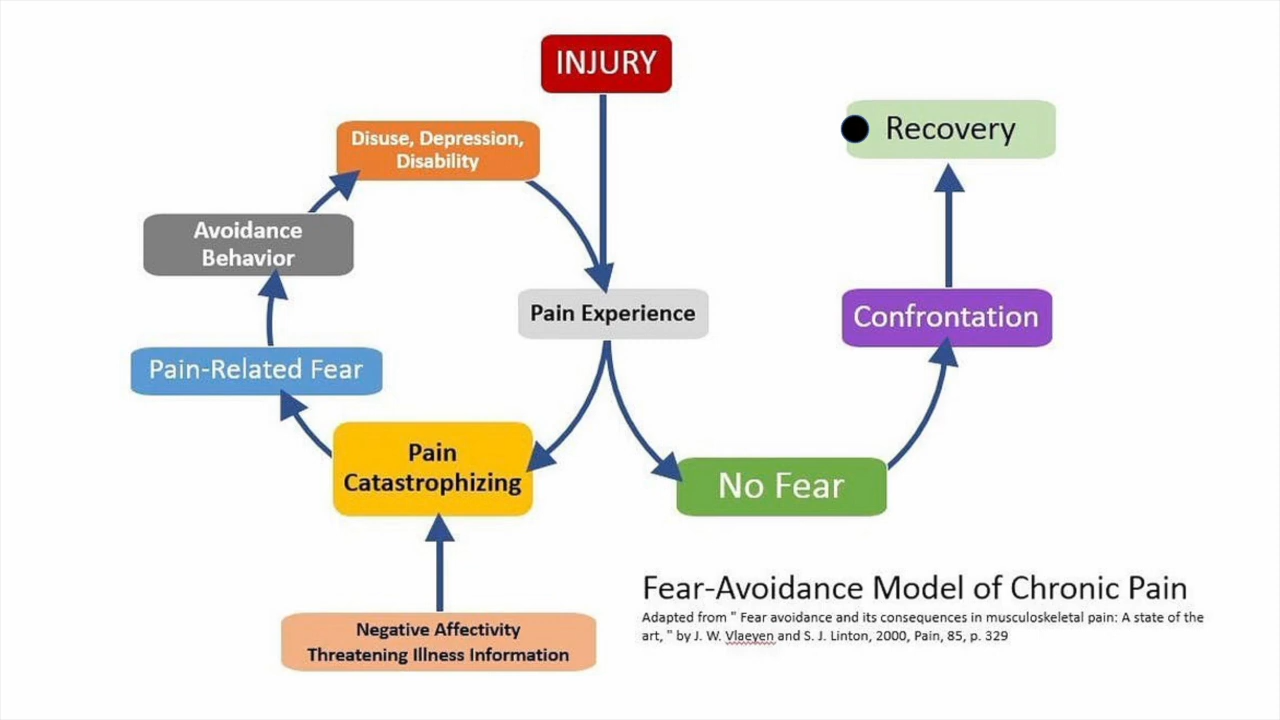 INJURY
Disuse, Depression,
Disability
Recovery
Avoidance
Behavior
Pain Experience
Confrontation
Pain-Related Fear
Pain
Catastrophizing
No Fear
Negative Affectivity
Threatening Illness Information
Fear-Avoidance Model of Chronic Pain
Adapted from " Fear avoidance and its consequences in musculoskeletal pain: A state of the
art, " by J. W. Vlaeyen and S. J. Linton, 2000, Pain, 85, p. 329